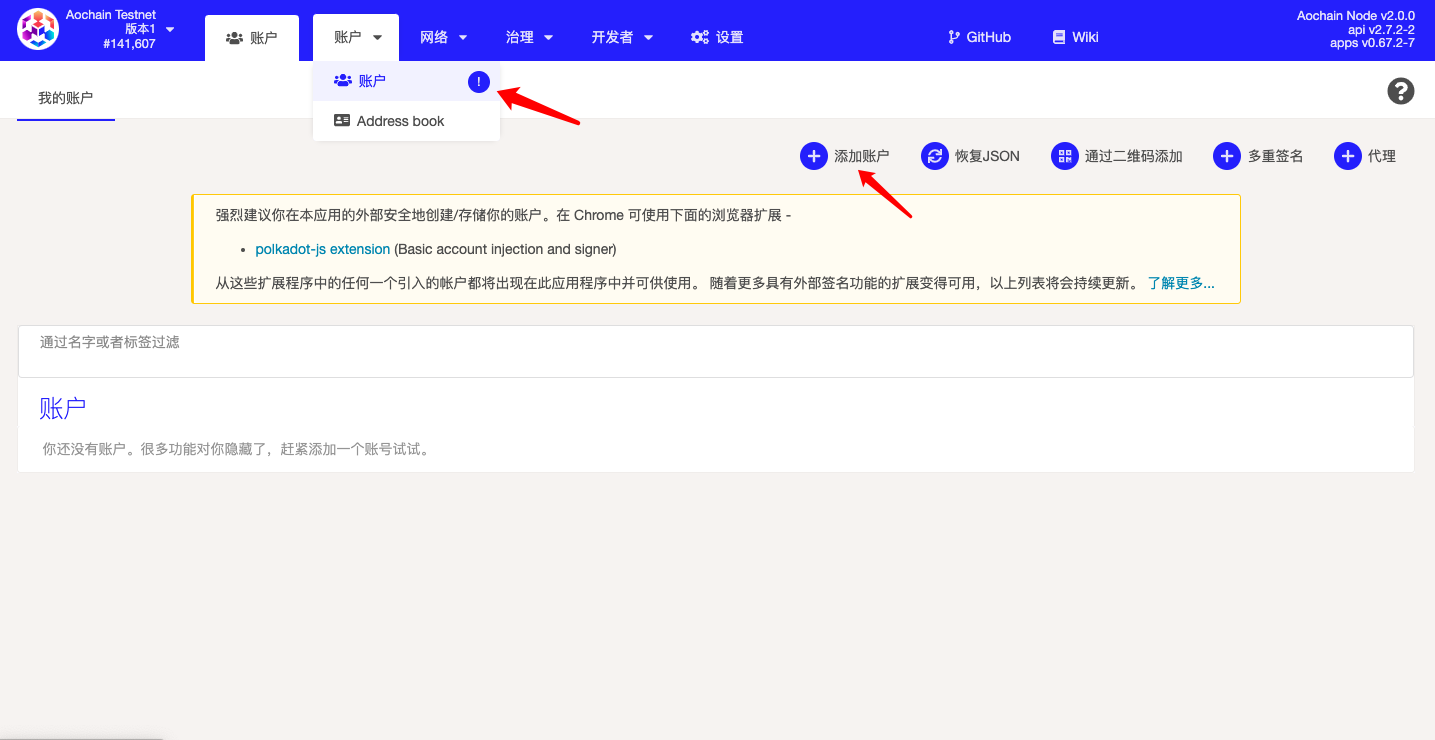 Aochain Testnet
版本1
#141,607
账户
账户
网络
治理
开发者
设置
GitHub
Wiki
Aochain Node v2.0.0
api v2.7.2-2
apps v0.67.2-7
账户
!
Address book
我的账户
?
添加账户
恢复JSON
通过二维码添加
多重签名
代理
强烈建议你在本应用的外部安全地创建/存储你的账户。在 Chrome 可使用下面的浏览器扩展 -
• polkadot-js extension (Basic account injection and signer)
从这些扩展程序中的任何一个引入的帐户都将出现在此应用程序中并可供使用。 随着更多具有外部签名功能的扩展变得可用，以上列表将会持续更新。 了解更多...
通过名字或者标签过滤
账户
你还没有账户。很多功能对你隐藏了，赶紧添加一个账号试试。